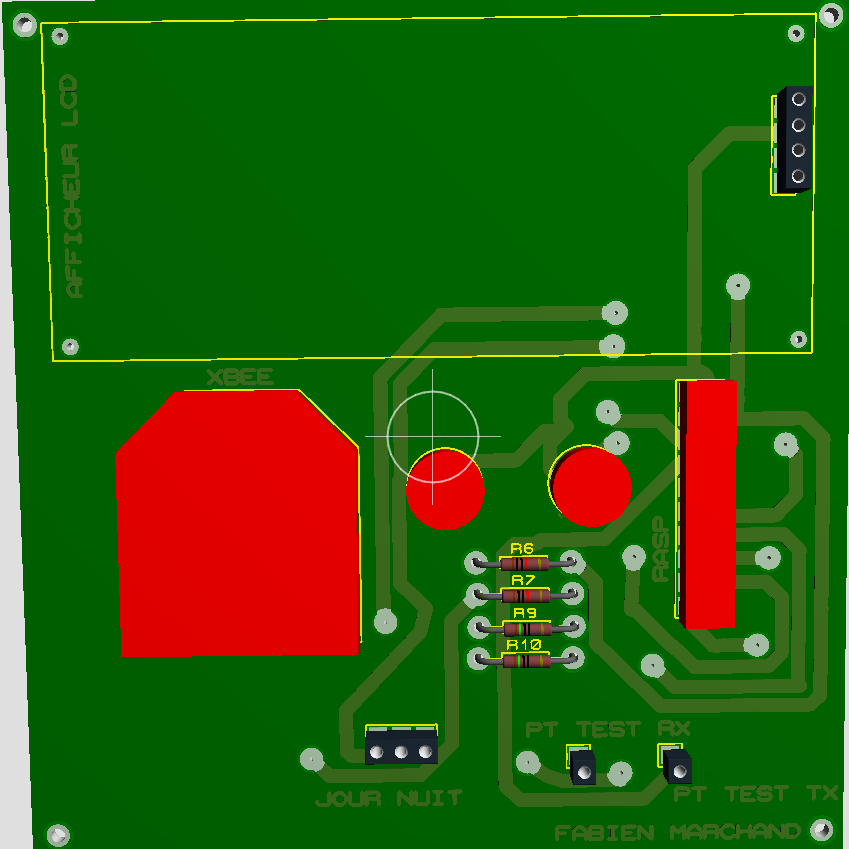 AFFICHEUR LCD
XBEE
RASP
R6
R7
R9
R10
PT TEST RX
PT TEST TX
JOUR NUIT
FABIEN MARCHAND